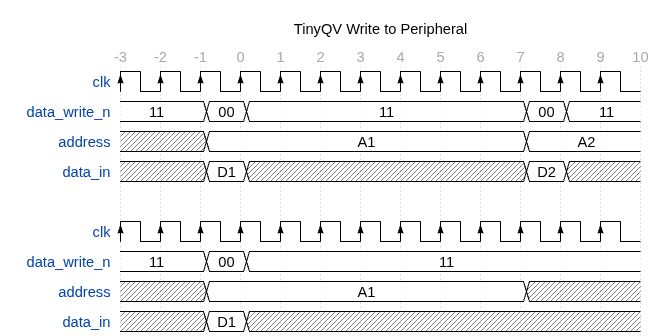 TinyQV Write to Peripheral
-3 -2 -1 0 1 2 3 4 5 6 7 8 9 10
clk
data_write_n 11 00 11 00 11
address A1 A2
data_in D1 D2
clk
data_write_n 11 00 11
address A1
data_in D1